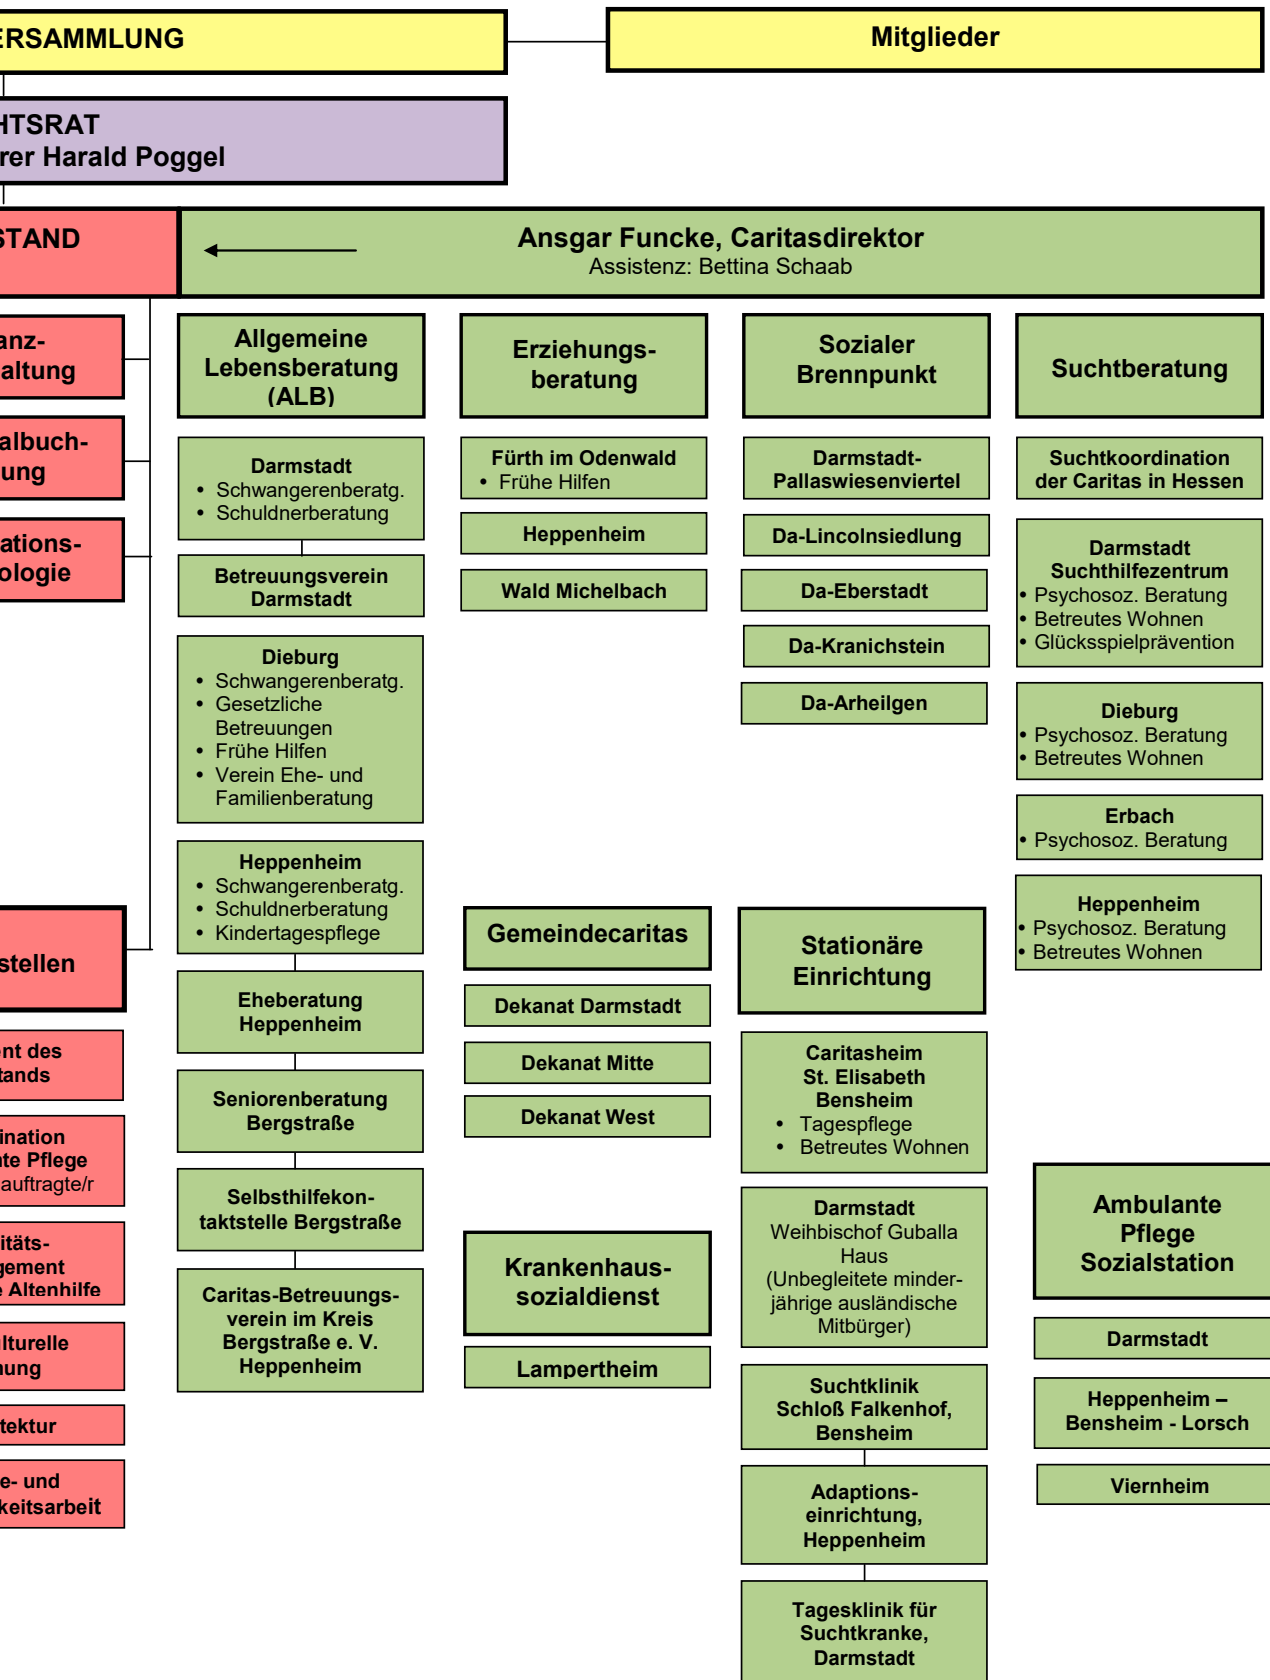 ERSAMMLUNG
Mitglieder
HTSRAT
rer Harald Poggel
STAND
Ansgar Funcke, Caritasdirektor
Assistenz: Bettina Schaab
anz-
altung
albuch-
ung
ations-
ologie
stellen
nt des
tands
ination
nte Pflege
auftragte/r
itäts-
gement
e Altenhilfe
ulturelle
nung
tektur
e- und
keitsarbeit
Allgemeine
Lebensberatung
(ALB)
Darmstadt
• Schwangerenberatg.
• Schuldnerberatung
Betreuungsverein
Darmstadt
Dieburg
• Schwangerenberatg.
• Gesetzliche
Betreuungen
• Frühe Hilfen
• Verein Ehe- und
Familienberatung
Heppenheim
• Schwangerenberatg.
• Schuldnerberatung
• Kindertagespflege
Eheberatung
Heppenheim
Seniorenberatung
Bergstraße
Selbsthilfekon-
taktstelle Bergstraße
Caritas-Betreuungs-
verein im Kreis
Bergstraße e. V.
Heppenheim
Erziehungs-
beratung
Fürth im Odenwald
• Frühe Hilfen
Heppenheim
Wald Michelbach
Gemeindecaritas
Dekanat Darmstadt
Dekanat Mitte
Dekanat West
Krankenhaus-
sozialdienst
Lampertheim
Sozialer
Brennpunkt
Darmstadt-
Pallaswiesenviertel
Da-Lincolnsiedlung
Da-Eberstadt
Da-Kranichstein
Da-Arheilgen
Stationäre
Einrichtung
Caritasheim
St. Elisabeth
Bensheim
• Tagespflege
• Betreutes Wohnen
Darmstadt
Weihbischof Guballa
Haus
(Unbegleitete minder-
jährige ausländische
Mitbürger)
Suchtklinik
Schloß Falkenhof,
Bensheim
Adaptions-
einrichtung,
Heppenheim
Tagesklinik für
Suchtkranke,
Darmstadt
Suchtberatung
Suchtkoordination
der Caritas in Hessen
Darmstadt
Suchthilfezentrum
• Psychosoz. Beratung
• Betreutes Wohnen
• Glücksspielprävention
Dieburg
• Psychosoz. Beratung
• Betreutes Wohnen
Erbach
• Psychosoz. Beratung
Heppenheim
• Psychosoz. Beratung
• Betreutes Wohnen
Ambulante
Pflege
Sozialstation
Darmstadt
Heppenheim –
Bensheim - Lorsch
Viernheim